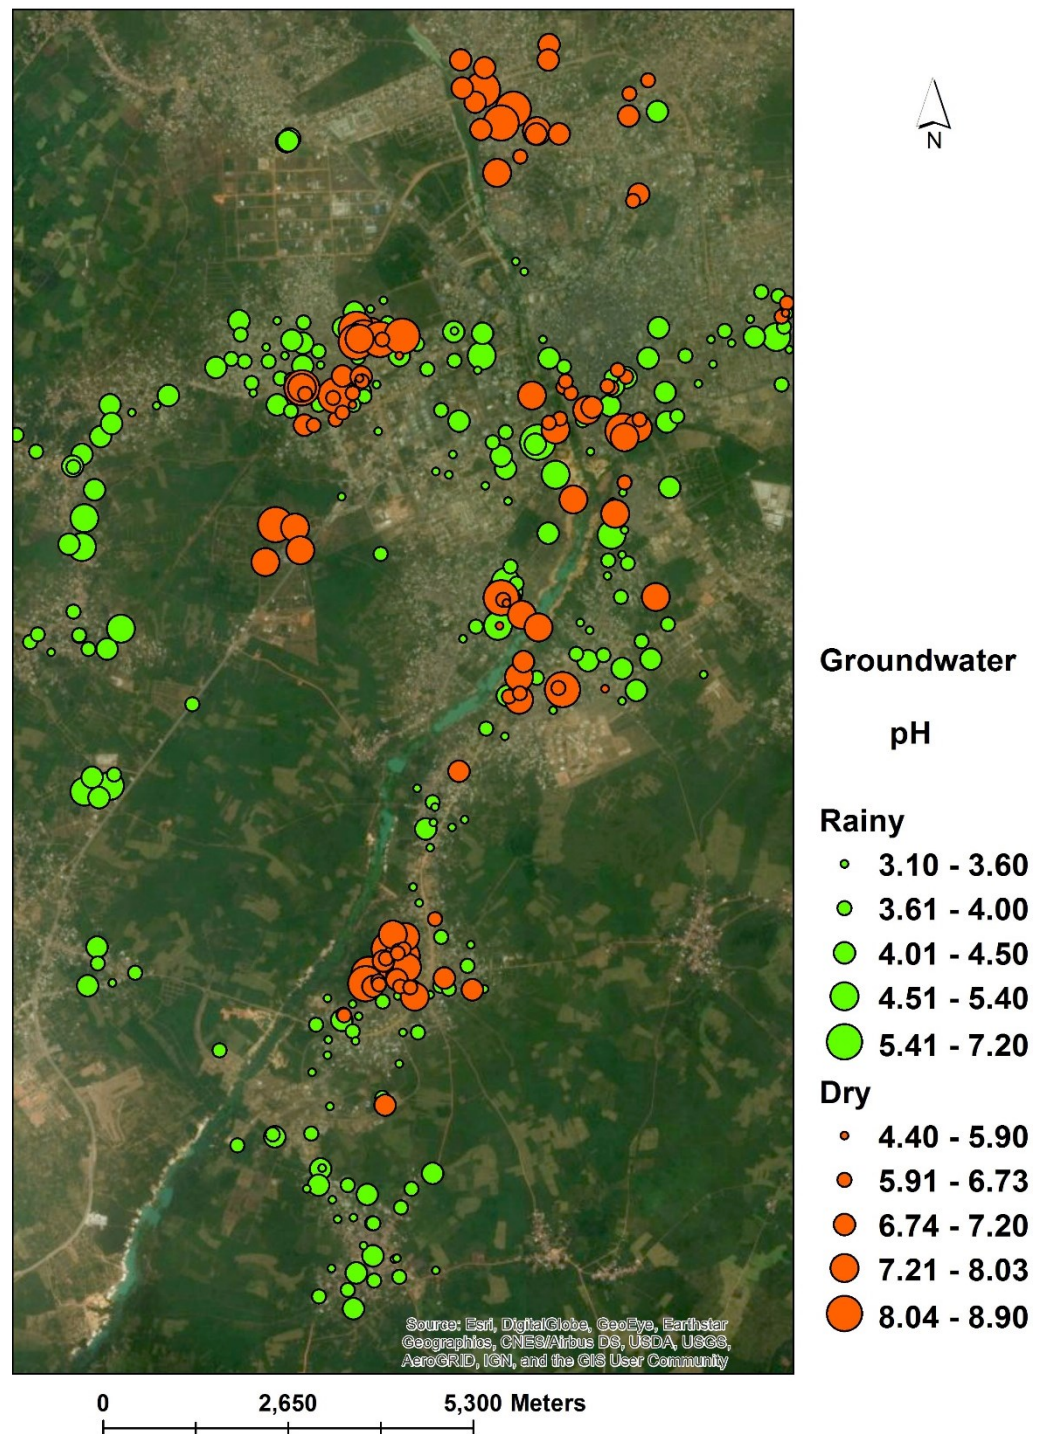 N
Groundwater
pH
Rainy
3.10 - 3.60
3.61 - 4.00
4.01 - 4.50
4.51 - 5.40
5.41 - 7.20
Dry
4.40 - 5.90
5.91 - 6.73
6.74 - 7.20
7.21 - 8.03
8.04 - 8.90
Source: Esri, DigitalGlobe, GeoEye, Earthstar
Geographics, CNES/Airbus DS, USDA, USGS,
AeroGRID, IGN, and the GIS User Community
0 2,650 5,300 Meters